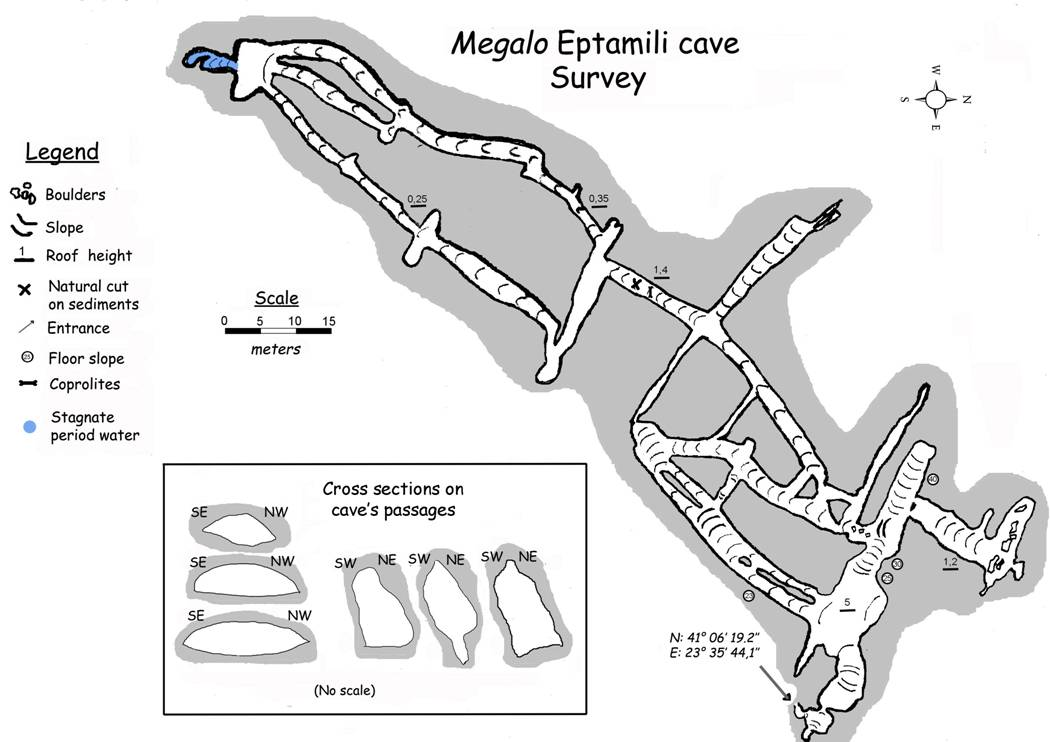 Megalo Eptamili cave
Survey
W
S
N
E
Legend
Boulders
Slope
1
Roof height
Natural cut
on sediments
Entrance
25
Floor slope
Coprolites
Stagnate
period water
Scale
0 5 10 15
meters
0,25
0,35
1,4
40
30
25
1,2
5
23
N: 41° 06' 19.2"
E: 23° 35' 44,1"
Cross sections on
cave's passages
SE NW
SE NW
SE NW
SW NE SW NE SW NE
(No scale)